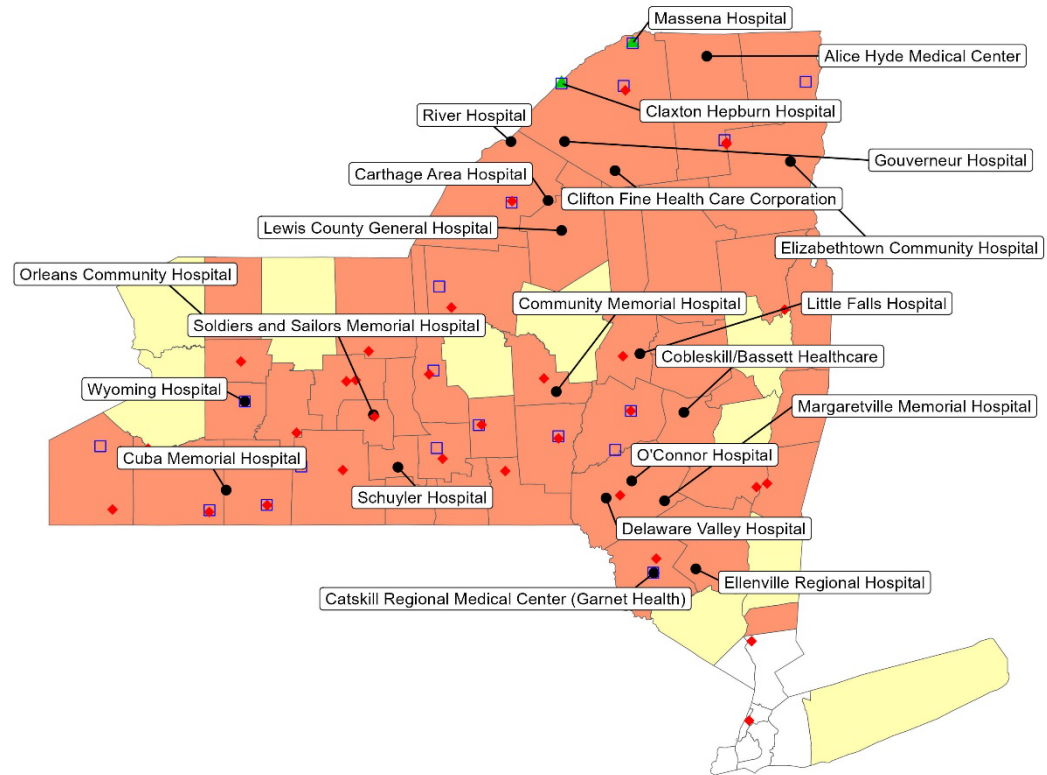 Massena Hospital
Alice Hyde Medical Center
Claxton Hepburn Hospital
River Hospital
Gouverneur Hospital
Carthage Area Hospital
Clifton Fine Health Care Corporation
Lewis County General Hospital
Elizabethtown Community Hospital
Orleans Community Hospital
Community Memorial Hospital
Little Falls Hospital
Soldiers and Sailors Memorial Hospital
Cobleskill/Bassett Healthcare
Wyoming Hospital
Margaretville Memorial Hospital
Cuba Memorial Hospital
O'Connor Hospital
Schuyler Hospital
Delaware Valley Hospital
Ellenville Regional Hospital
Catskill Regional Medical Center (Garnet Health)